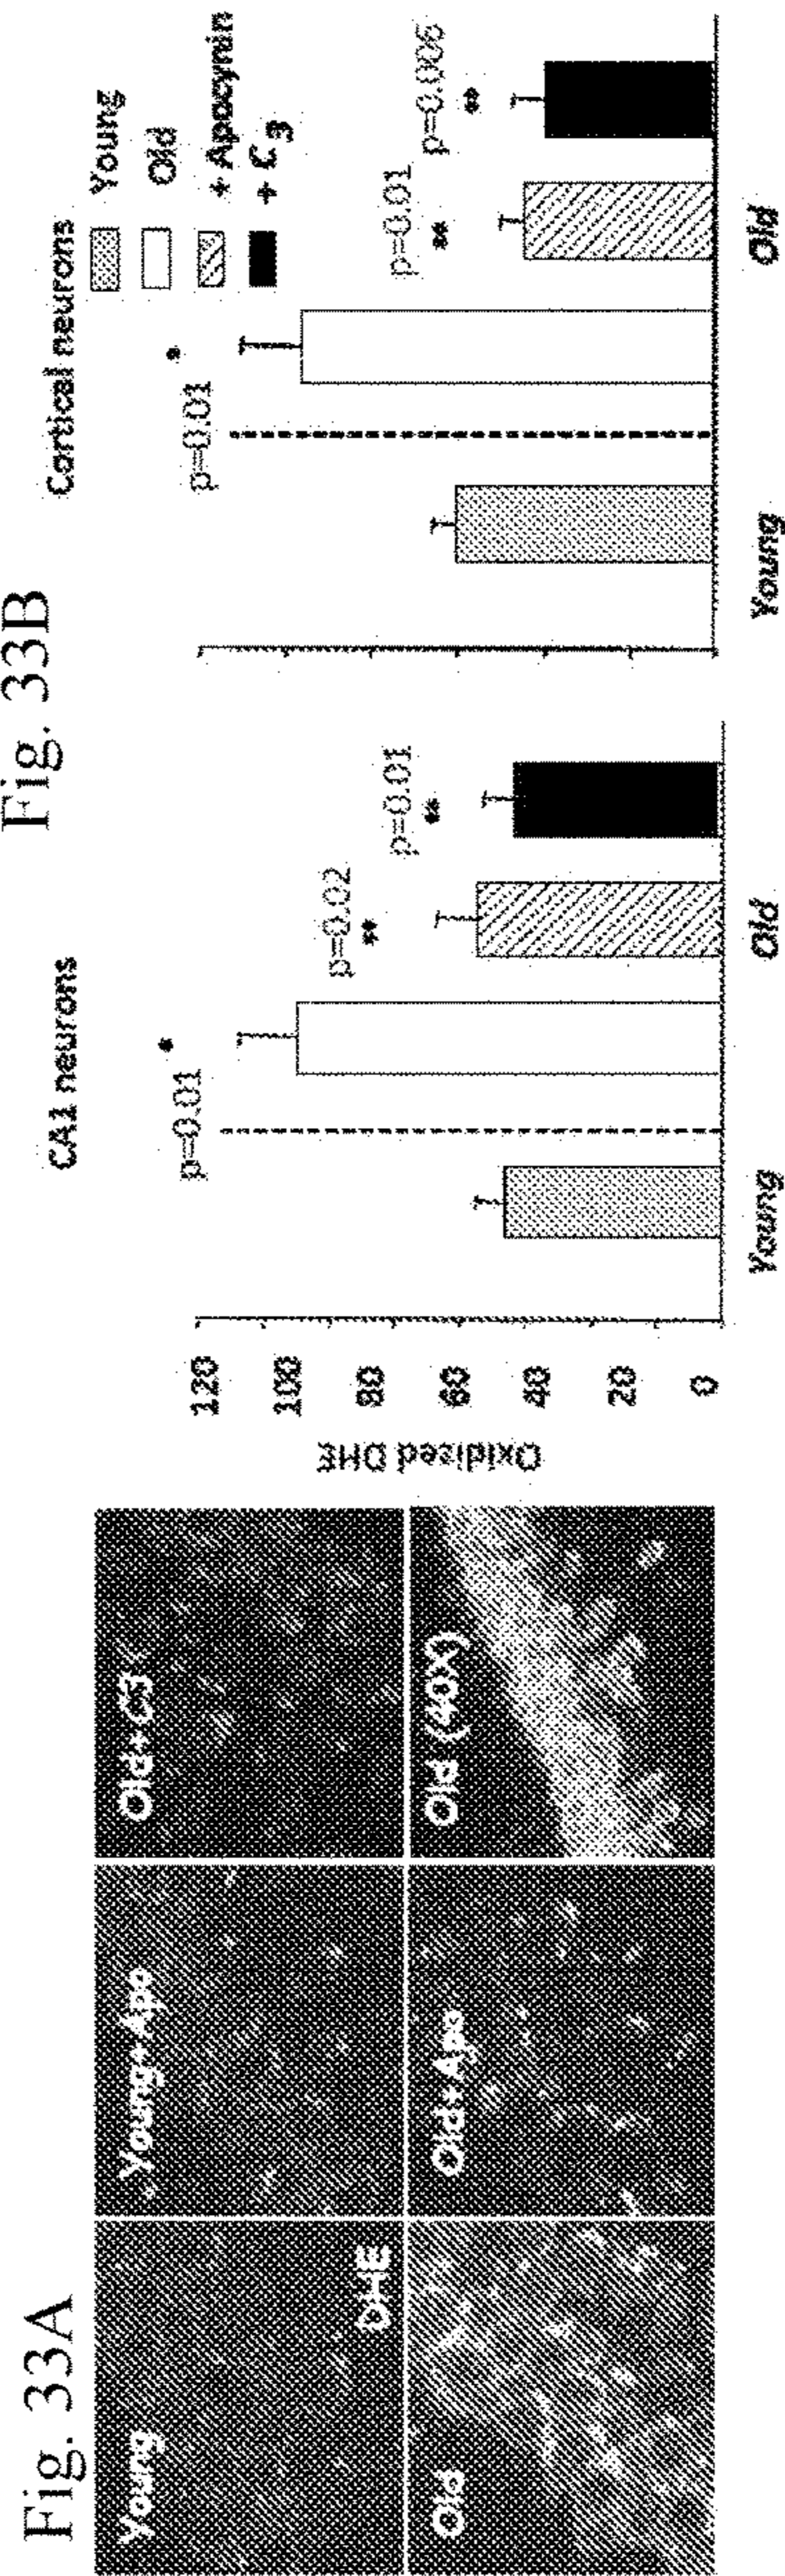 Fig. 33A
Young
DHE
Young+Apo
Old+C3
Old
Old+Apo
Old (40X)
Fig. 33B
CA1 neurons
Oxidized DHE
120
100
80
60
40
20
0
p=0.01
*
p=0.02
**
p=0.01
**
Young
Old
Cortical neurons
Young
Old
+ Apocynin
+ C3
p=0.01
*
p=0.01
**
p=0.006
**
Young
Old